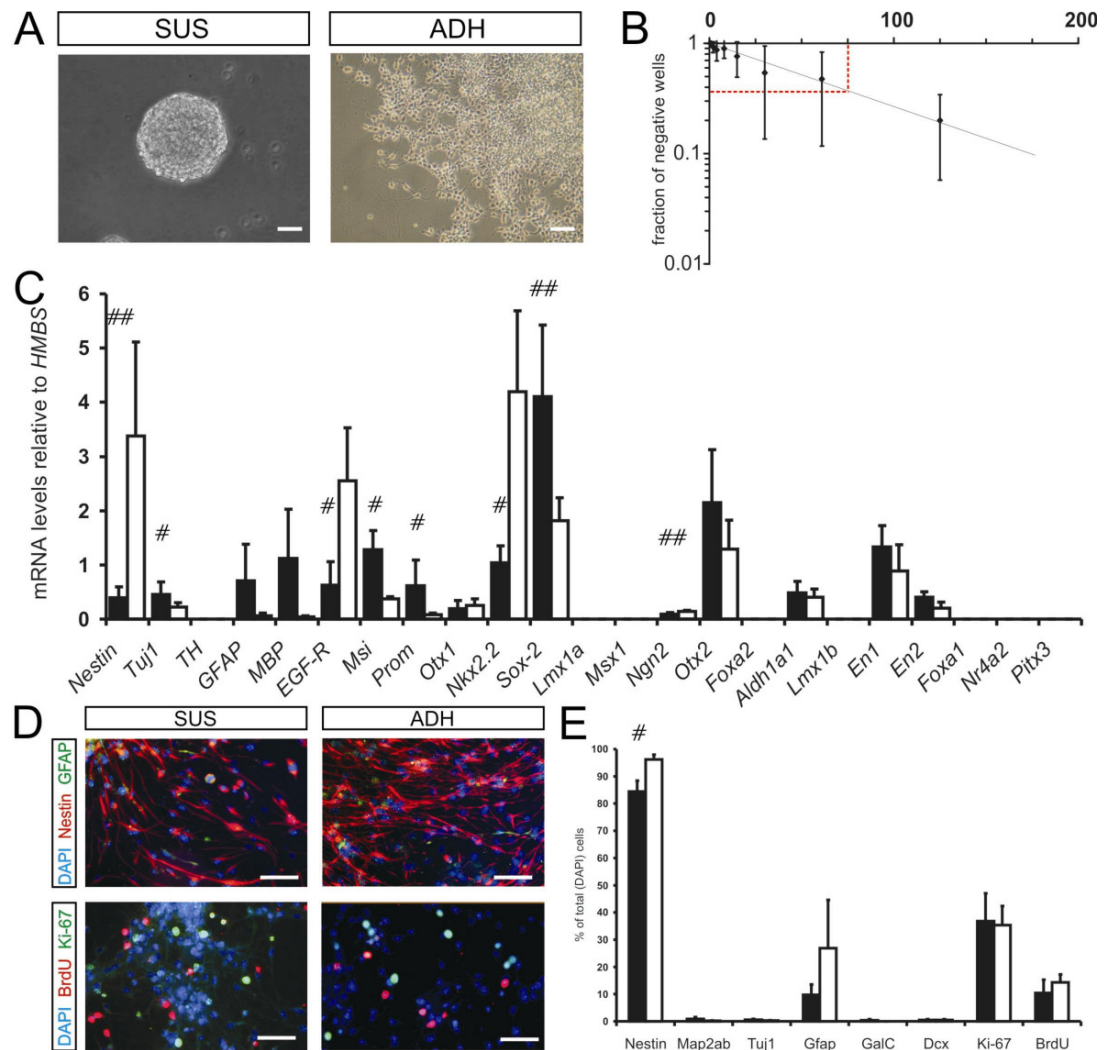 A
SUS
ADH
B
0 100 200
1
0.1
0.01
fraction of negative wells
C
mRNA levels relative to HMBS
6
5
4
3
2
1
0
##
#
#
#
#
#
##
##
Nestin
Tuj1
TH
GFAP
MBP
EGF-R
Msi
Prom
Otx1
Nkx2.2
Sox-2
Lmx1a
Msx1
Ngn2
Otx2
Foxa2
Aldh1a1
Lmx1b
En1
En2
Foxa1
Nr4a2
Pitx3
D
SUS
ADH
DAPI Nestin GFAP
DAPI BrdU Ki-67
E
#
% of total (DAPI) cells
100
90
80
70
60
50
40
30
20
10
0
Nestin Map2ab Tuj1 Gfap GalC Dcx Ki-67 BrdU